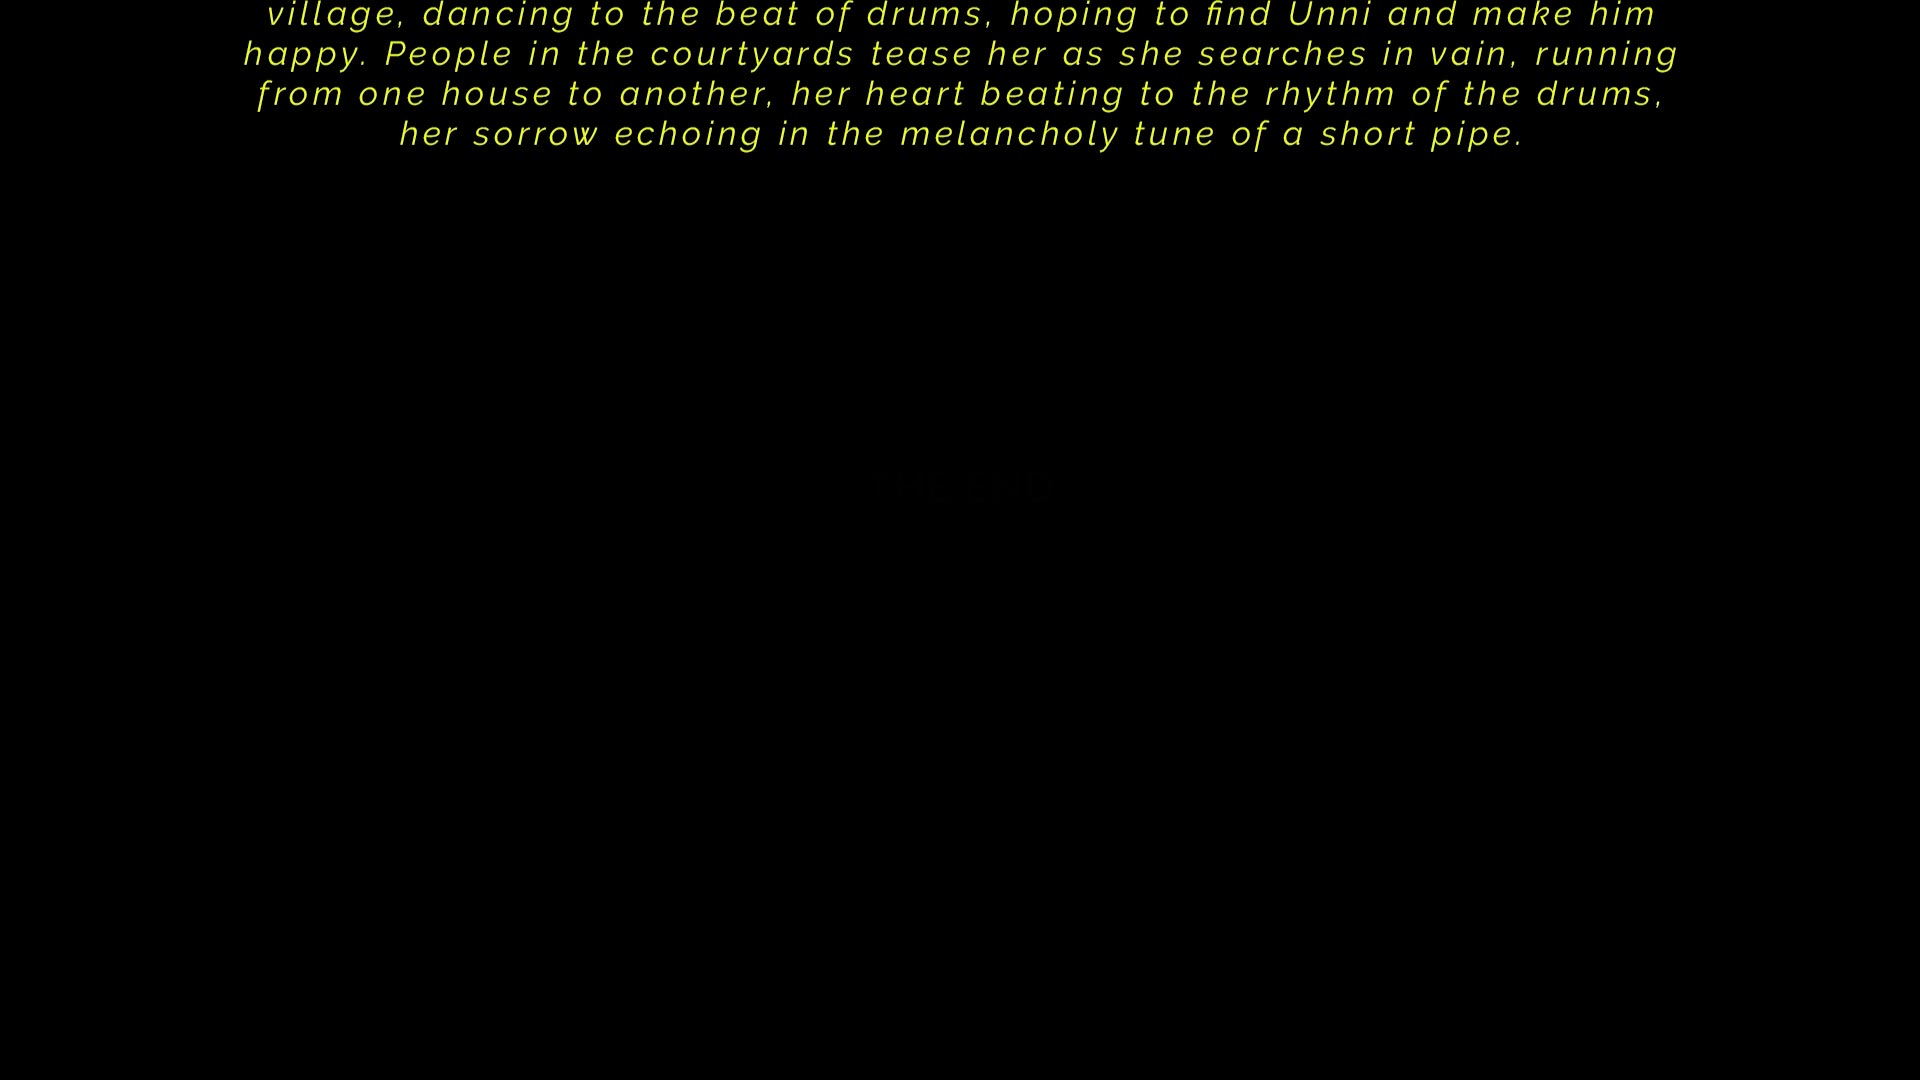 village, dancing to the beat of drums, hoping to find Unni and make him
happy. People in the courtyards tease her as she searches in vain, running
from one house to another, her heart beating to the rhythm of the drums,
her sorrow echoing in the melancholy tune of a short pipe.
THE END